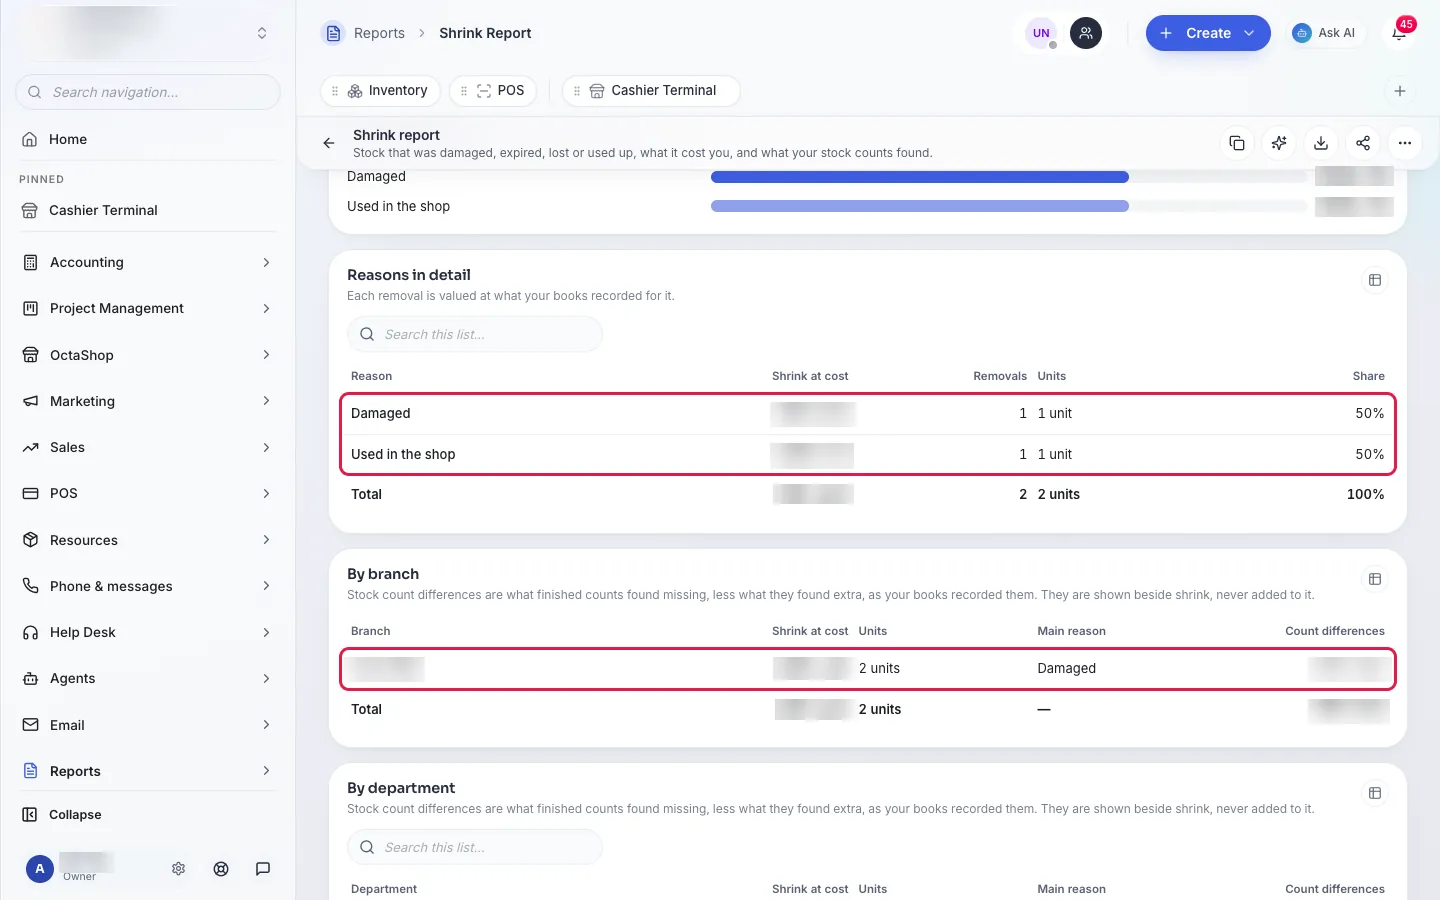 Reports > Shrink Report
UN
Create
Ask AI
45
Search navigation...
Inventory
POS
Cashier Terminal
Home
PINNED
Cashier Terminal
Accounting
Project Management
OctaShop
Marketing
Sales
POS
Resources
Phone & messages
Help Desk
Agents
Email
Reports
Collapse
A
Owner
Shrink report
Stock that was damaged, expired, lost or used up, what it cost you, and what your stock counts found.
Damaged
Used in the shop
Reasons in detail
Each removal is valued at what your books recorded for it.
Search this list...
Reason Shrink at cost Removals Units Share
Damaged 1 1 unit 50%
Used in the shop 1 1 unit 50%
Total 2 2 units 100%
By branch
Stock count differences are what finished counts found missing, less what they found extra, as your books recorded them. They are shown beside shrink, never added to it.
Branch Shrink at cost Units Main reason Count differences
2 units Damaged
Total 2 units —
By department
Stock count differences are what finished counts found missing, less what they found extra, as your books recorded them. They are shown beside shrink, never added to it.
Search this list...
Department Shrink at cost Units Main reason Count differences